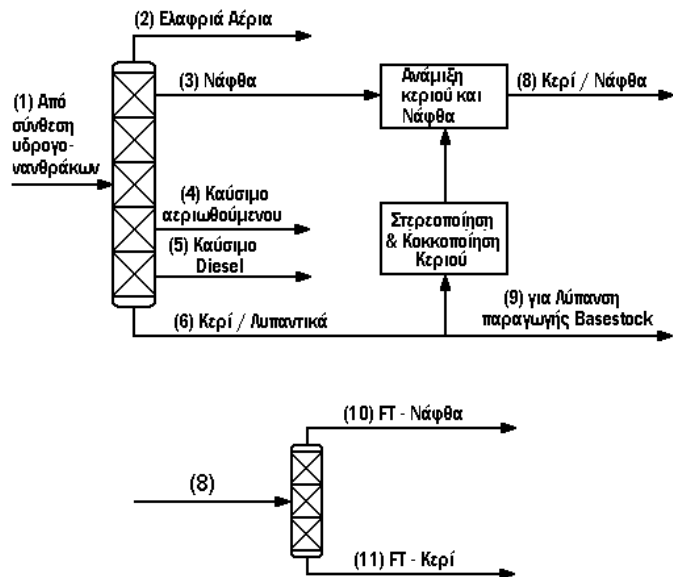 (2) Ελαφριά Αέρια
(1) Από
σύνθεση
υδρογο-
νανθράκων
(3) Νάφθα
Ανάμιξη
κεριού και
Νάφθα
(8) Κερί / Νάφθα
(4) Καύσιμο
αεριωθούμενου
(5) Καύσιμο
Diesel
Στερεοποίηση
& Κοκκοποίηση
Κεριού
(6) Κερί / Λυπαντικά
(9) για Λύπανση
παραγωγής Basestock
(10) FT - Νάφθα
(8)
(11) FT - Κερί